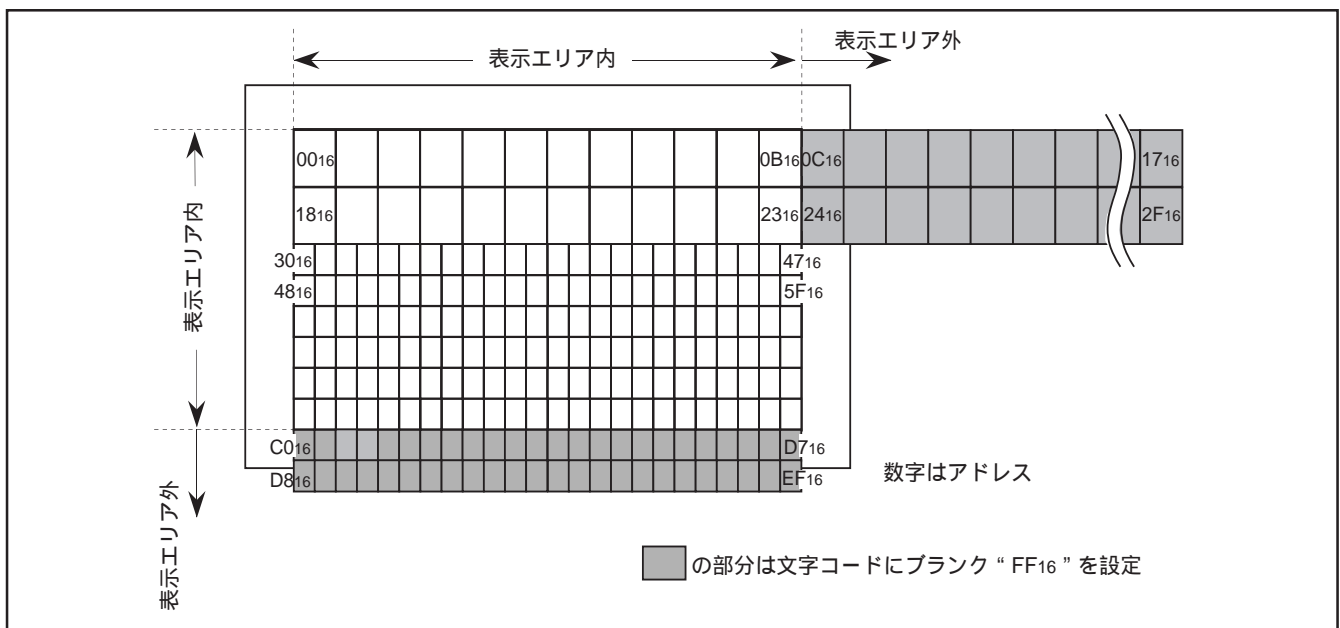 表示エリア内
表示エリア外
表示エリア内
表示エリア外
0016 0B16 0C16 1716
1816 2316 2416 2F16
3016 4716
4816 5F16
C016 D716
D816 EF16
数字はアドレス
の部分は文字コードにブランク “ FF16 ” を設定